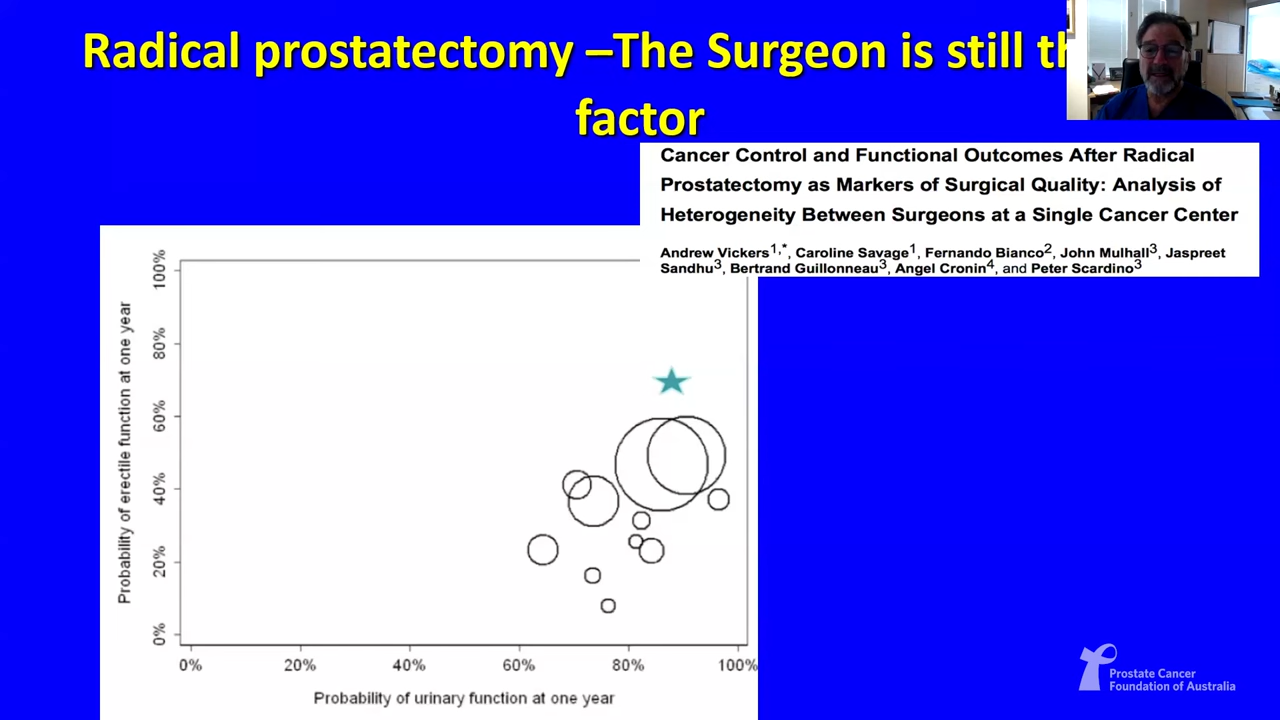 Radical prostatectomy –The Surgeon is still
factor
Cancer Control and Functional Outcomes After Radical
Prostatectomy as Markers of Surgical Quality: Analysis of
Heterogeneity Between Surgeons at a Single Cancer Center
Andrew Vickers1,*, Caroline Savage1, Fernando Bianco2, John Mulhall3, Jaspreet
Sandhu3, Bertrand Guillonneau3, Angel Cronin4, and Peter Scardino3
Probability of erectile function at one year
100%
80%
60%
40%
20%
0%
0% 20% 40% 60% 80% 100%
Probability of urinary function at one year
Prostate Cancer
Foundation of Australia